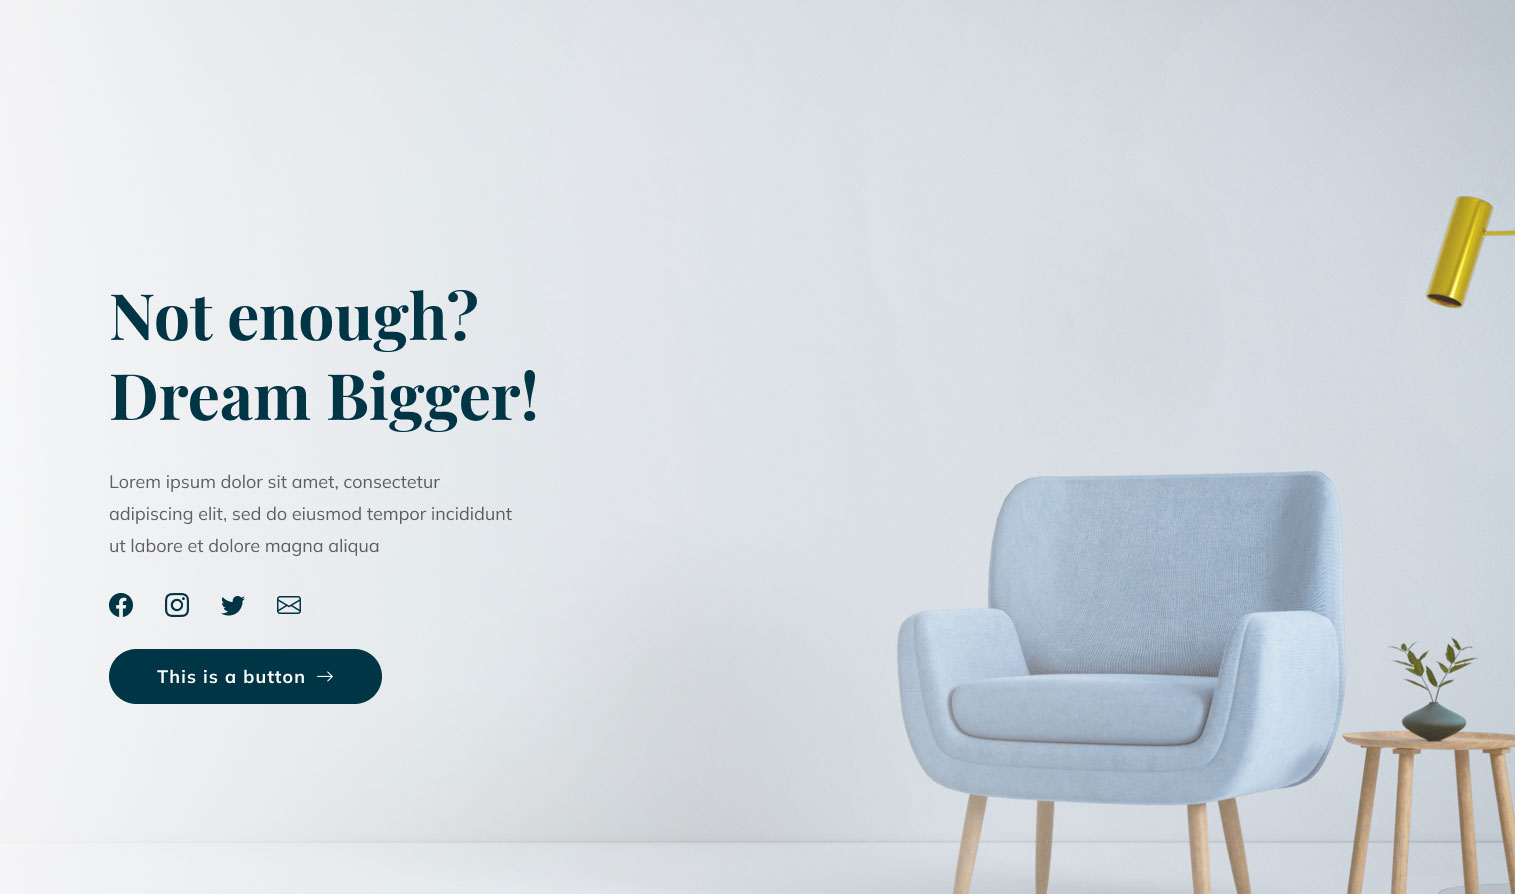 Not enough?
Dream Bigger!
Lorem ipsum dolor sit amet, consectetur
adipiscing elit, sed do eiusmod tempor incididunt
ut labore et dolore magna aliqua
This is a button →